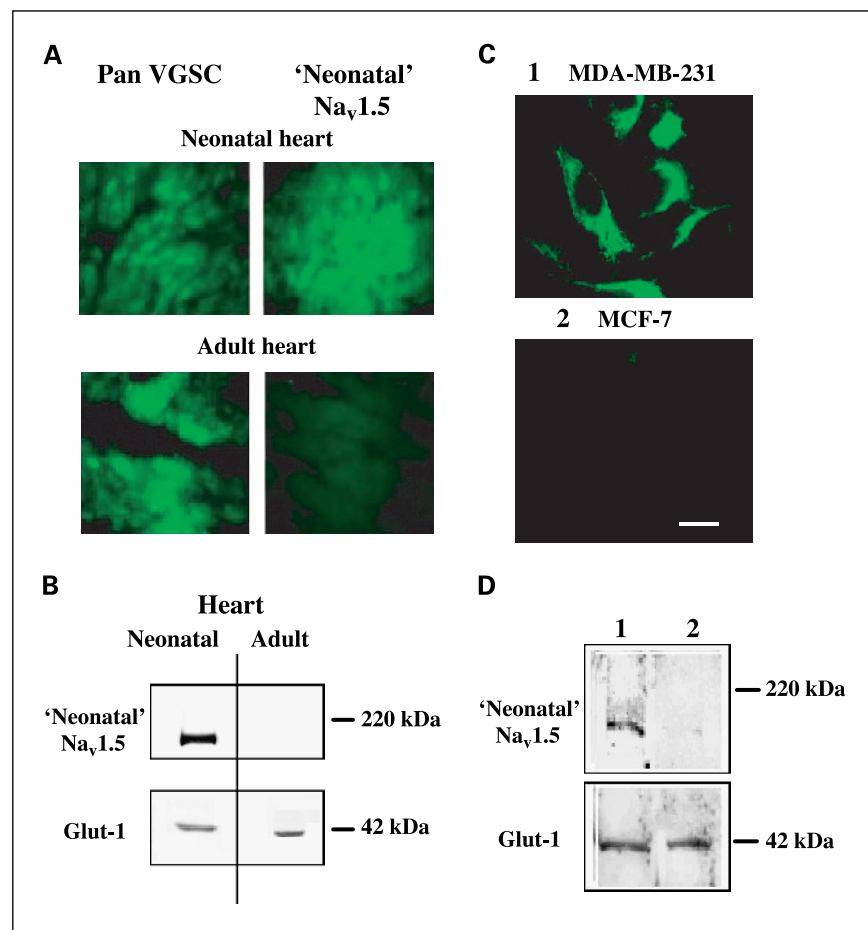 A
Pan VGSC
‘Neonatal’
Nav1.5
Neonatal heart
Adult heart
B
Heart
Neonatal
Adult
‘Neonatal’
Nav1.5
220 kDa
Glut-1
42 kDa
C
1 MDA-MB-231
2 MCF-7
D
1 2
‘Neonatal’
Nav1.5
220 kDa
Glut-1
42 kDa